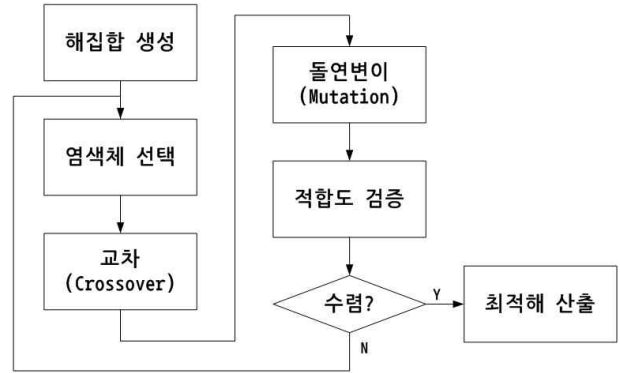 해집합 생성
염색체 선택
교차
(Crossover)
돌연변이
(Mutation)
적합도 검증
수렴?
Y
N
최적해 산출